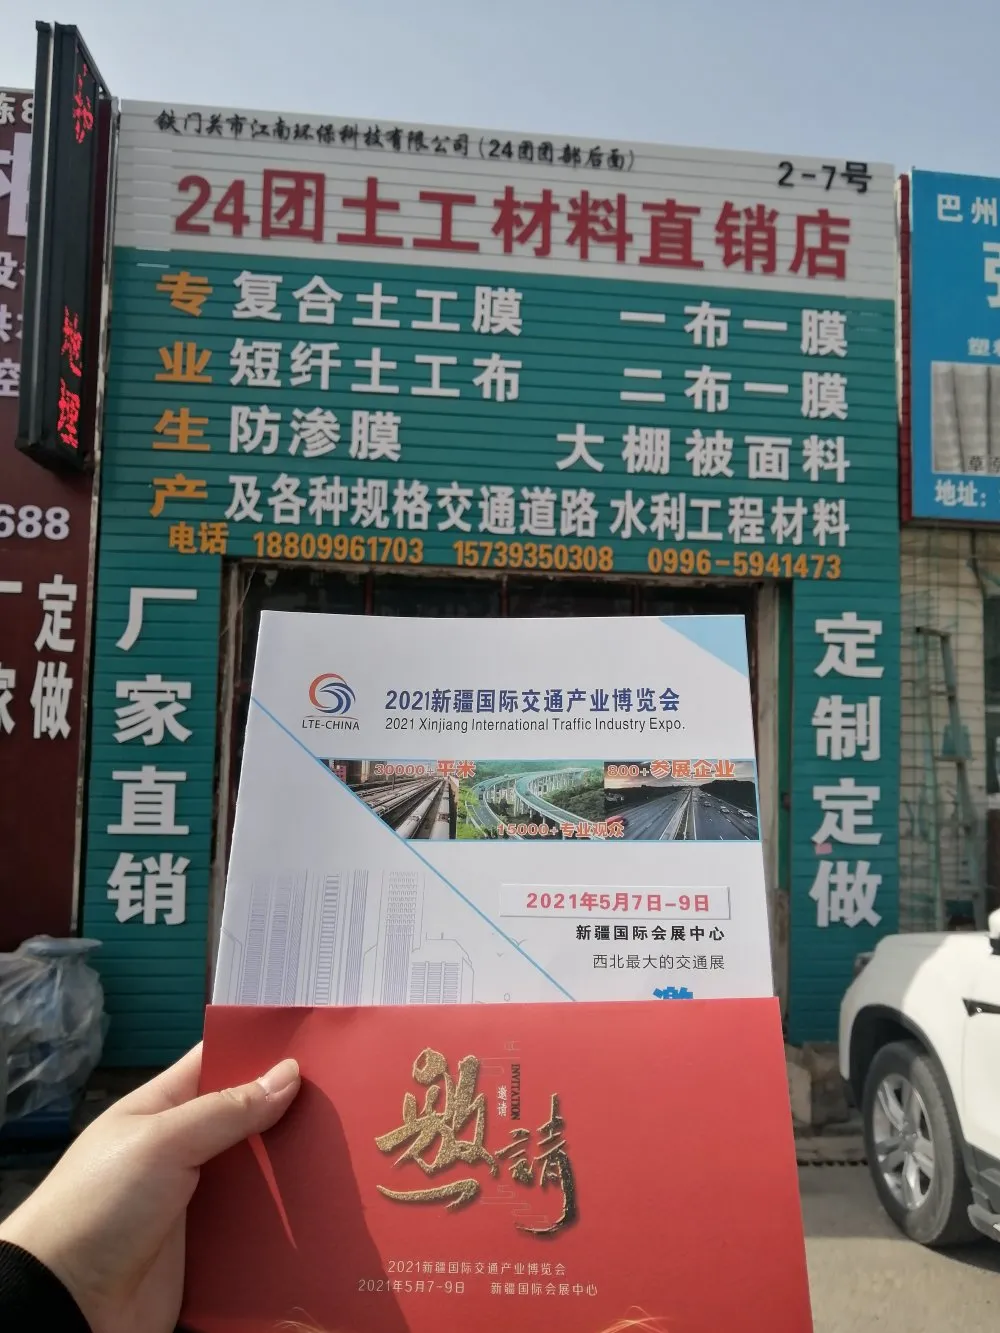 铁门关市江南环保科技有限公司(24团团部后面)
2-7号
24团土工材料直销店
专业生产
复合土工膜 一布一膜
短纤土工布 二布一膜
防渗膜 大棚被面料
及各种规格交通道路 水利工程材料
电话 18809961703 15739350308 0996-5941473
厂家直销
定制定做
688
定做
巴州
塑料
地址:
LTE-CHINA
2021新疆国际交通产业博览会
2021 Xinjiang International Traffic Industry Expo.
30000+平米
800+参展企业
15000+专业观众
2021年5月7日-9日
新疆国际会展中心
西北最大的交通展
邀請
邀请
INVITATION
2021新疆国际交通产业博览会
2021年5月7-9日 新疆国际会展中心